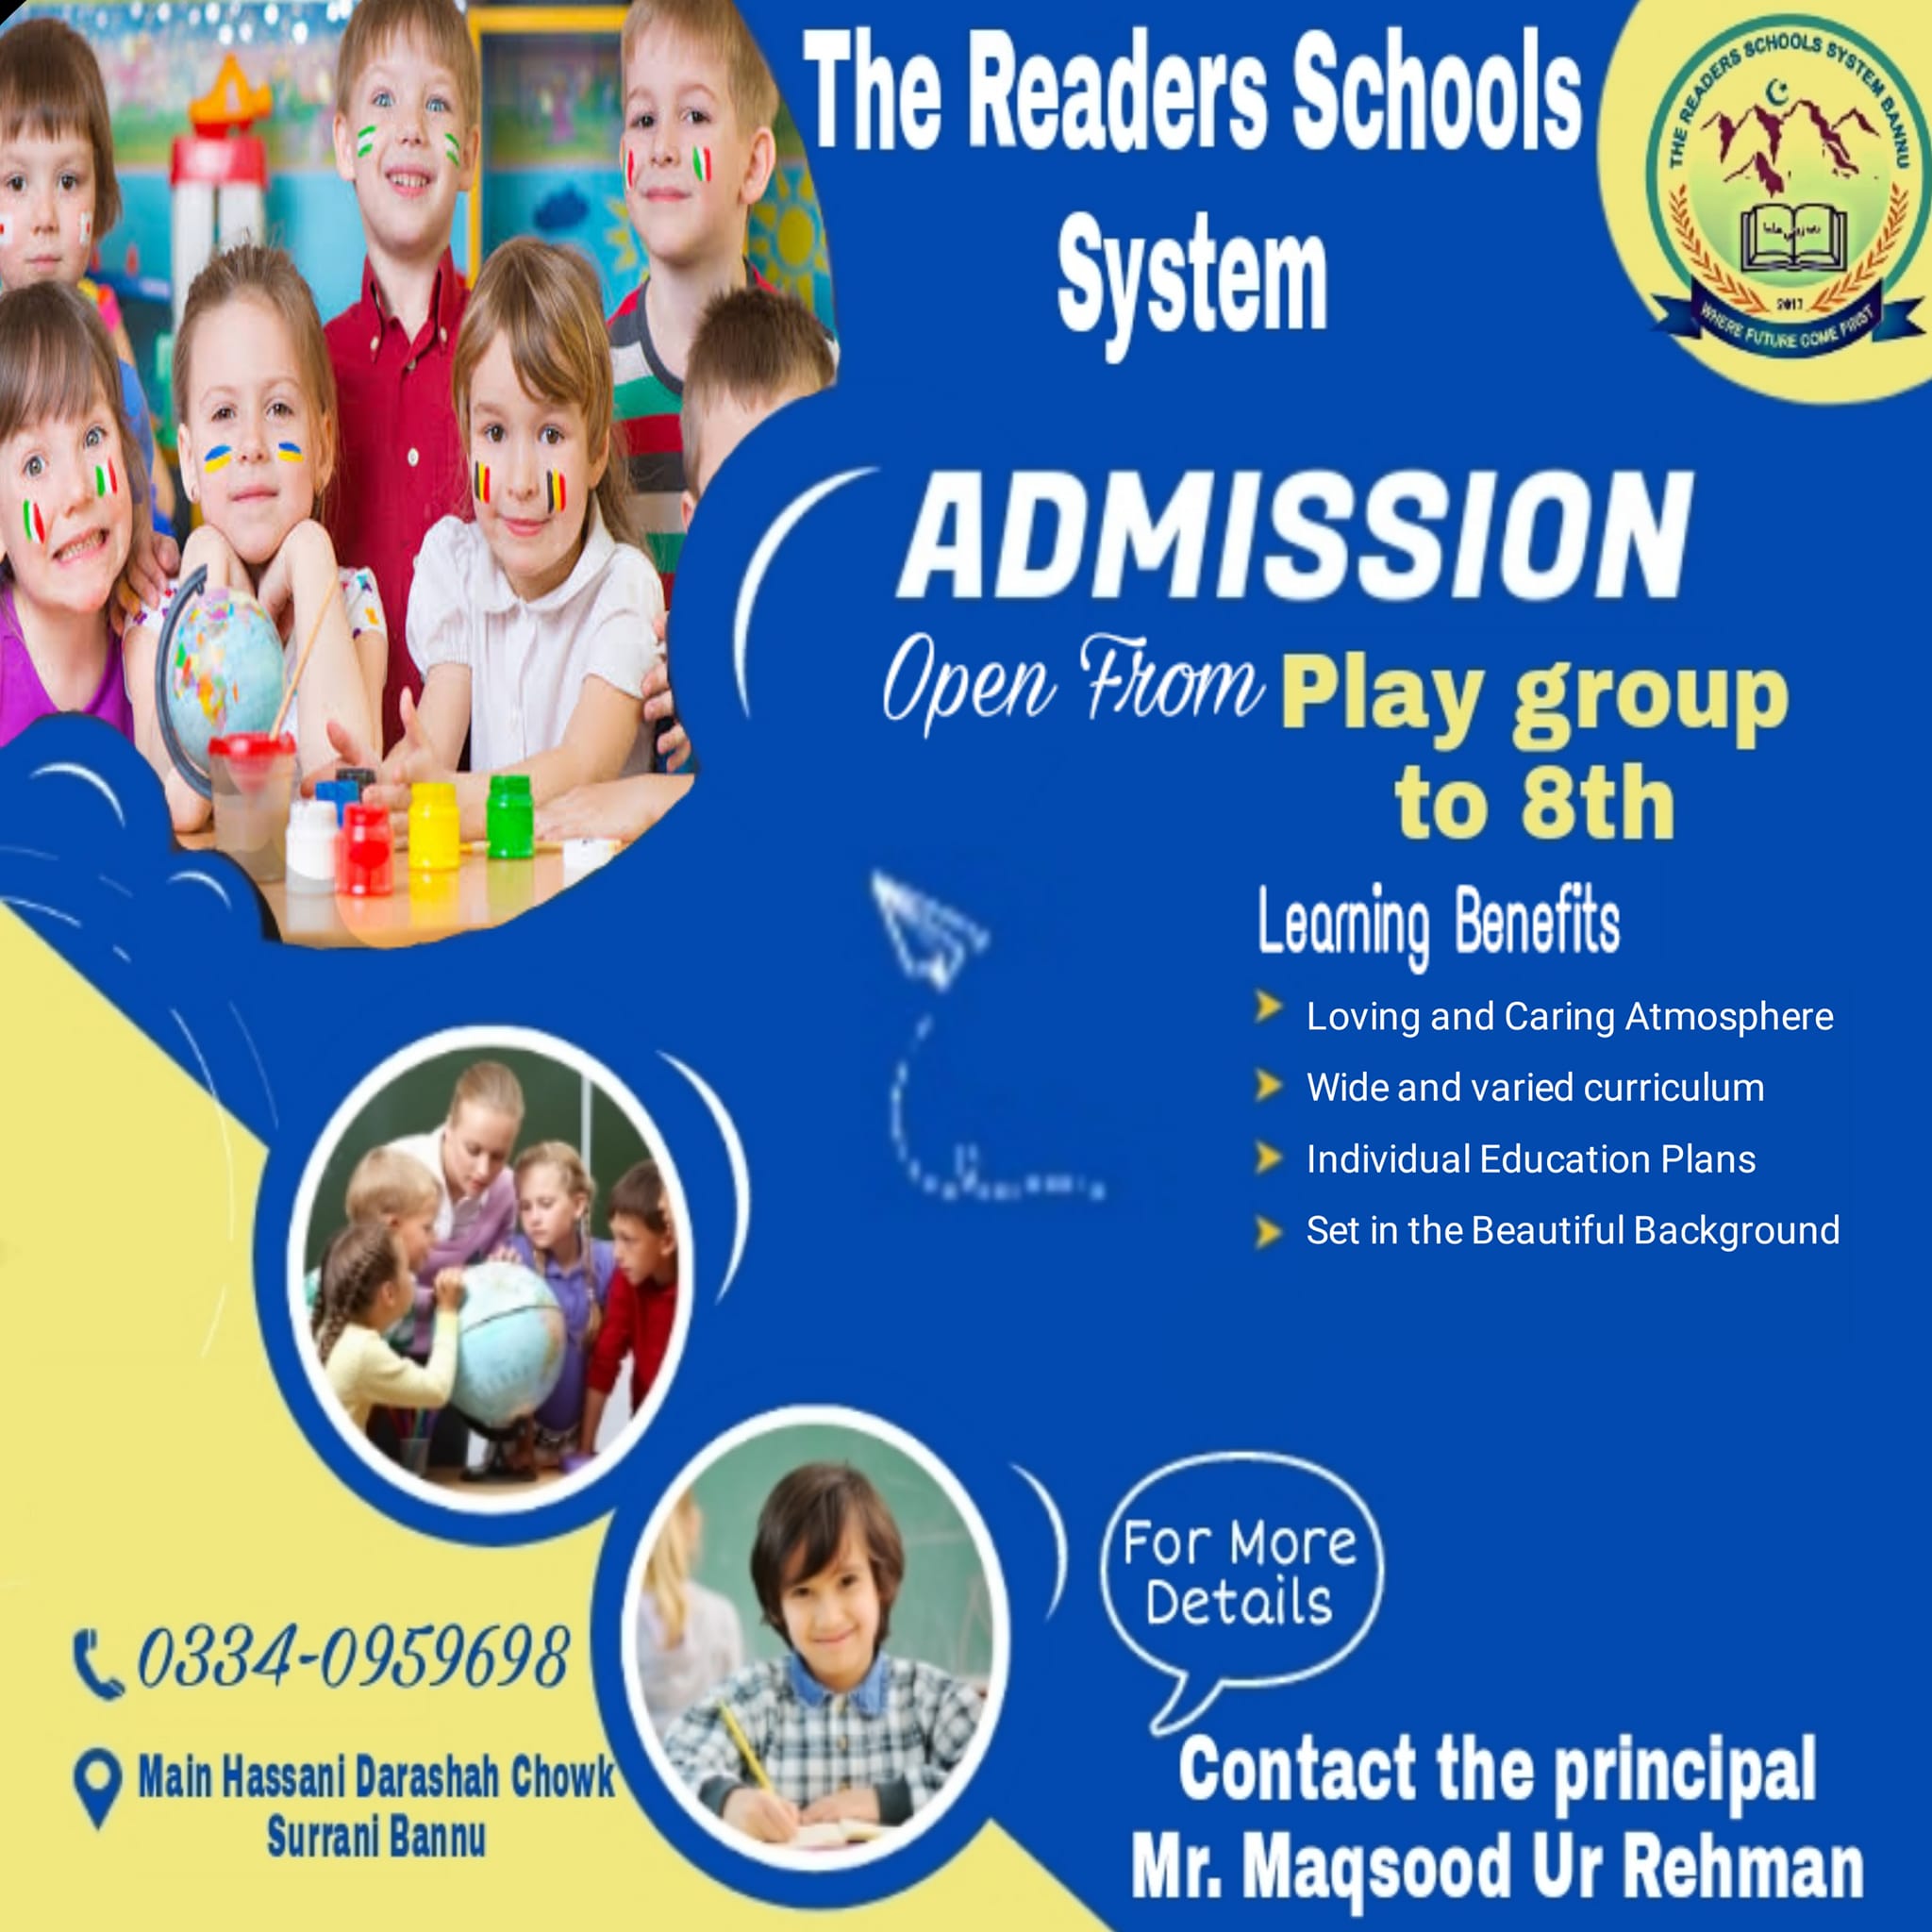 The Readers Schools
System
THE READERS SCHOOLS SYSTEM BANNU
2017
WHERE FUTURE COME FIRST
ADMISSION
Open From Play group
to 8th
Learning Benefits
Loving and Caring Atmosphere
Wide and varied curriculum
Individual Education Plans
Set in the Beautiful Background
For More
Details
0334-0959698
Main Hassani Darashah Chowk
Surrani Bannu
Contact the principal
Mr. Maqsood Ur Rehman